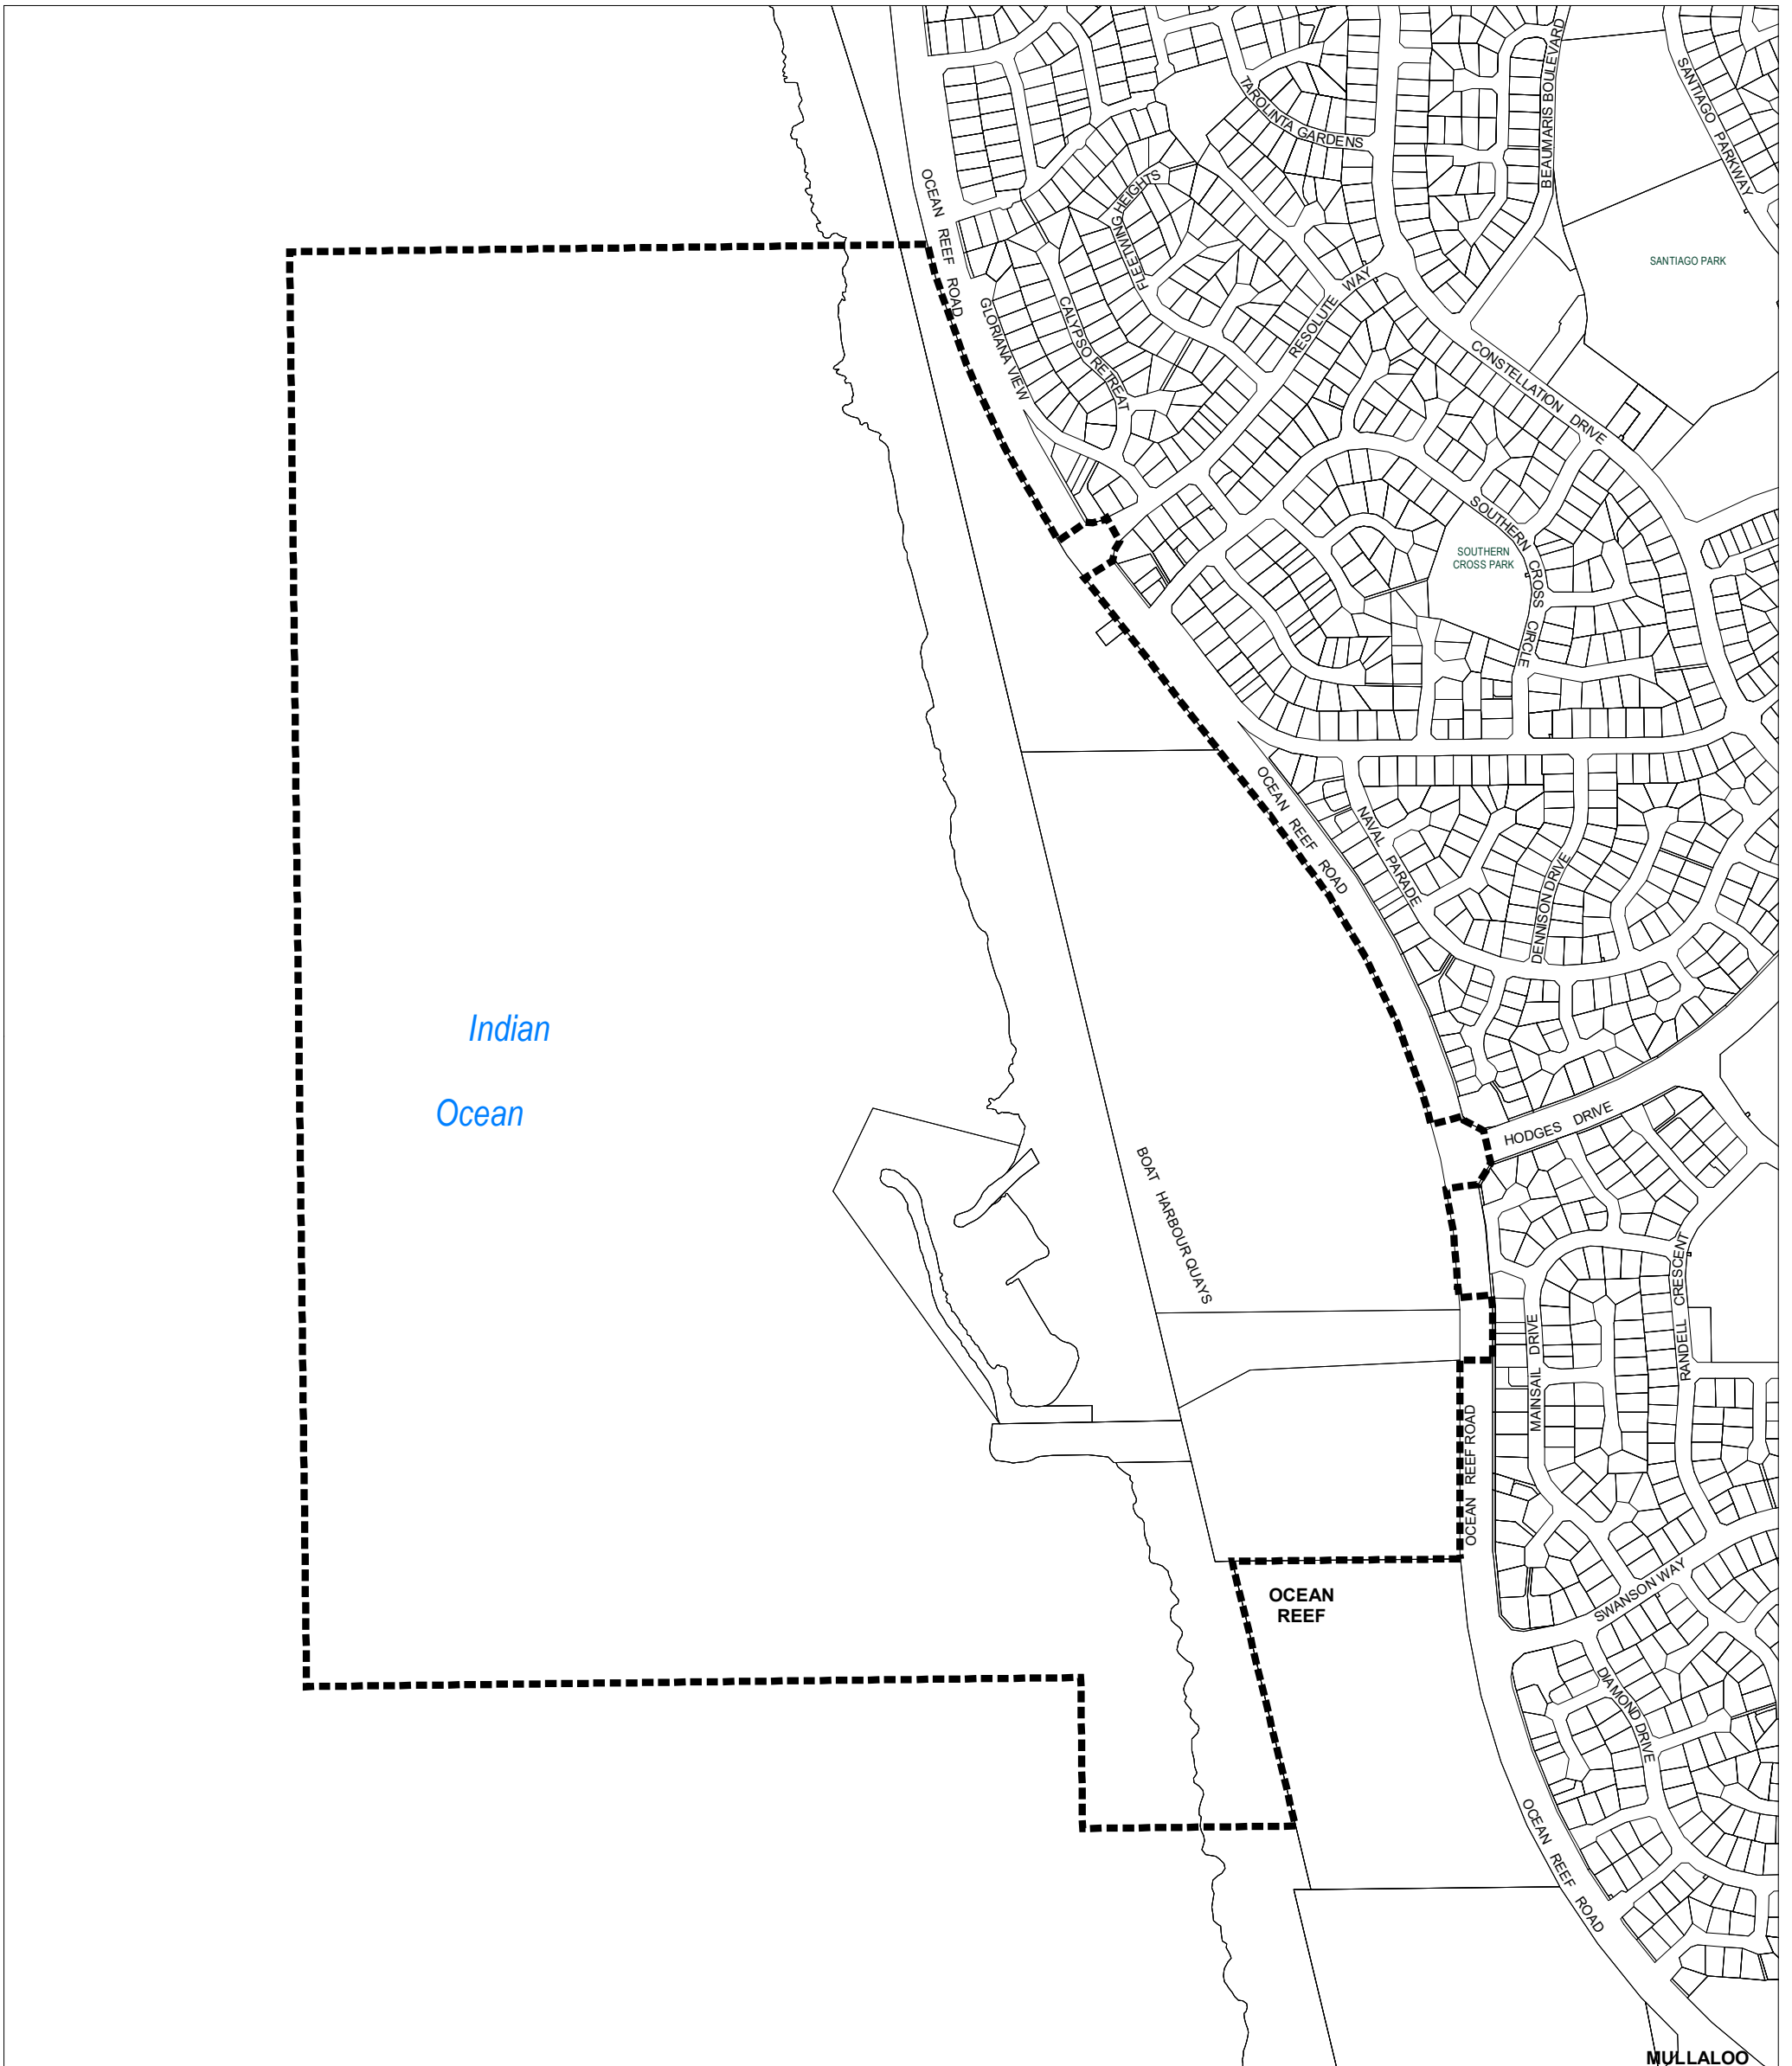 BEAUMARIS BOULEVARD
SANTIAGO PARKWAY
TAROLINTA GARDENS
OCEAN REEF ROAD
FLEETWING HEIGHTS
SANTIAGO PARK
GLORIANA VIEW
CALYPSO RETREAT
RESOLUTE WAY
CONSTELLATION DRIVE
SOUTHERN CROSS CIRCLE
SOUTHERN
CROSS PARK
OCEAN REEF ROAD
NAVAL PARADE
DENNISON DRIVE
Indian
Ocean
HODGES DRIVE
BOAT HARBOUR QUAYS
RANDELL CRESCENT
MAINSAIL DRIVE
OCEAN REEF ROAD
SWANSON WAY
OCEAN
REEF
DIAMOND DRIVE
OCEAN REEF ROAD
MULLALOO